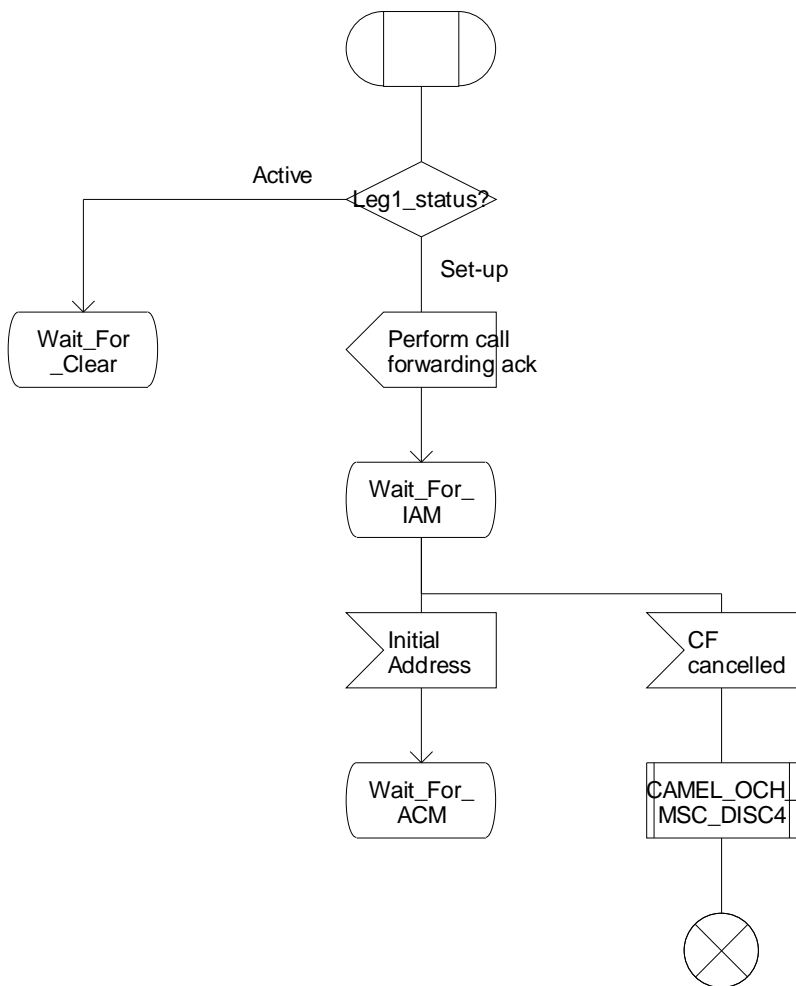 Active
Leg1_status?
Set-up
Wait_For
_Clear
Perform call
forwarding ack
Wait_For_
IAM
Initial
Address
CF
cancelled
Wait_For_
ACM
CAMEL_OCH_
MSC_DISC4